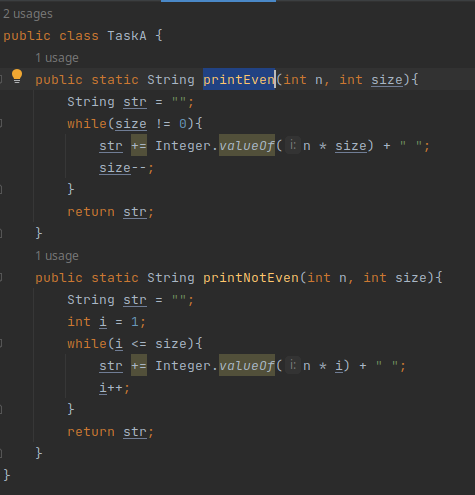 2 usages
public class TaskA {
1 usage
public static String printEven(int n, int size){
String str = "";
while(size != 0){
str += Integer.valueOf( i: n * size) + " ";
size--;
}
return str;
}
1 usage
public static String printNotEven(int n, int size){
String str = "";
int i = 1;
while(i <= size){
str += Integer.valueOf( i: n * i) + " ";
i++;
}
return str;
}
}